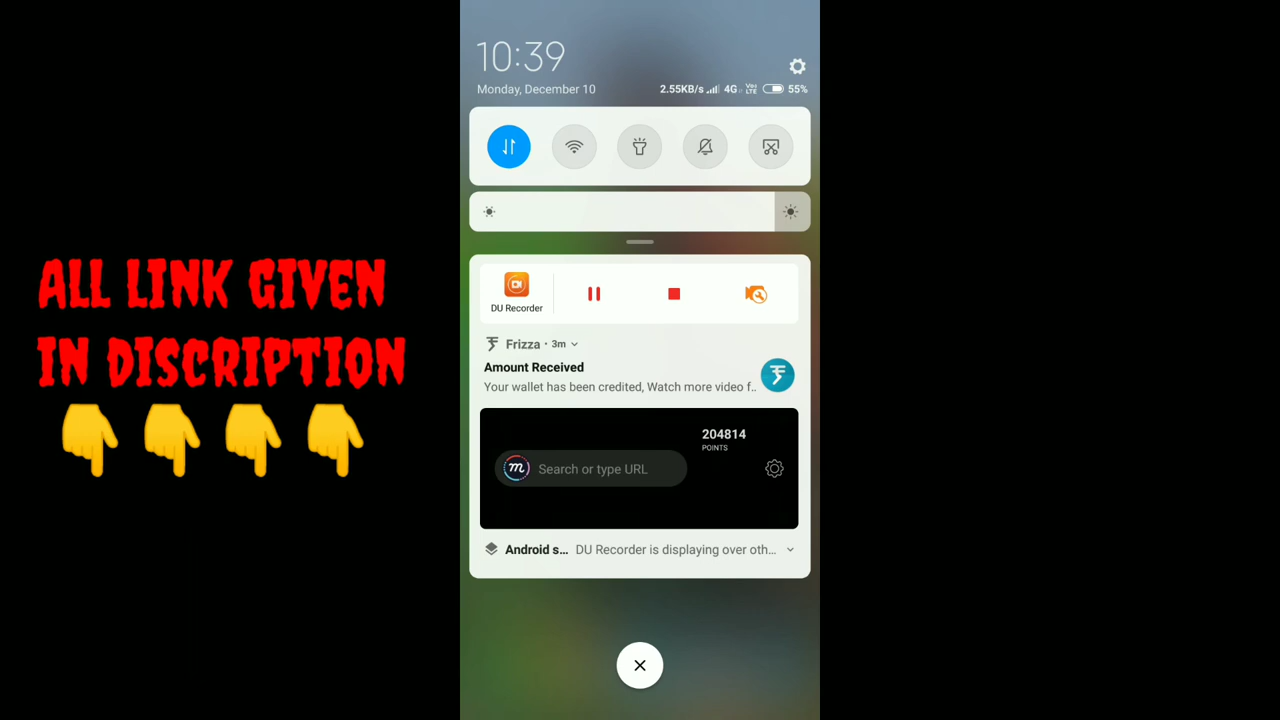 ALL LINK GIVEN
IN DISCRIPTION
10:39
Monday, December 10
2.55KB/s 4G Vo) LTE 55%
DU Recorder
Frizza • 3m
Amount Received
Your wallet has been credited, Watch more video f..
204814
POINTS
m Search or type URL
Android s... DU Recorder is displaying over oth...